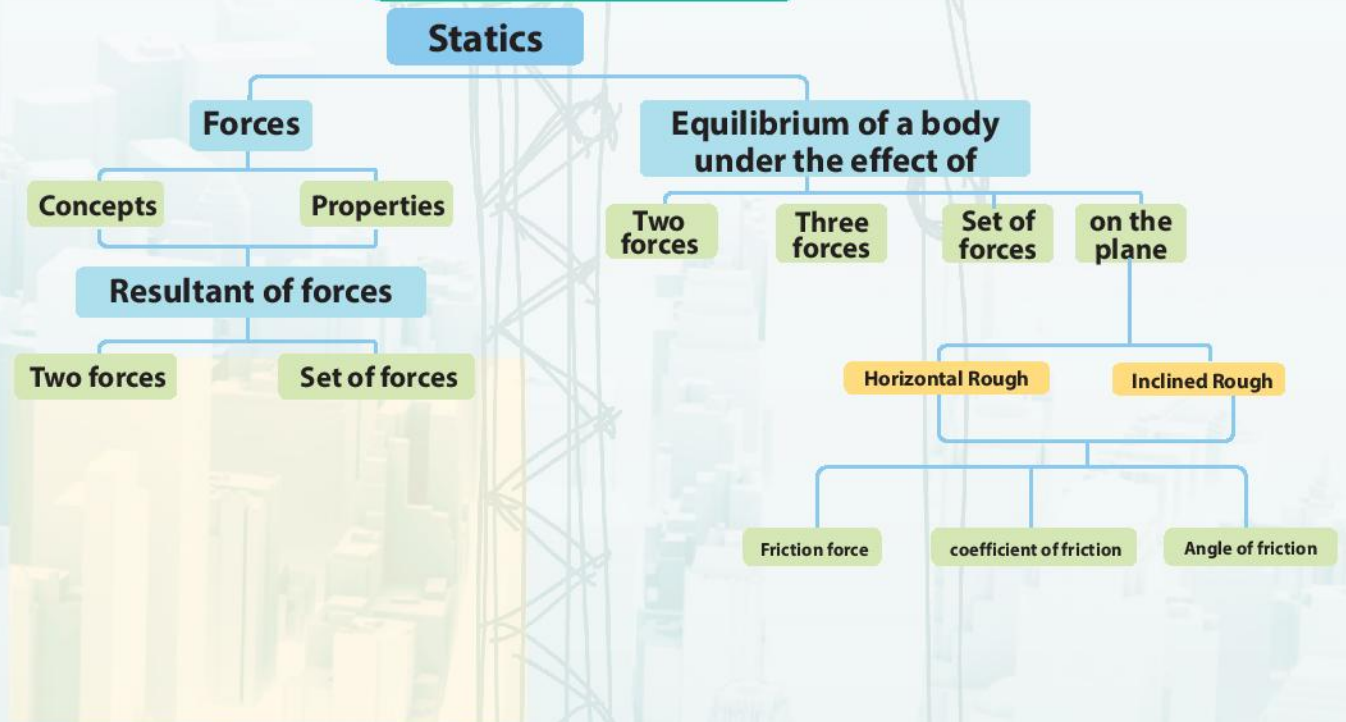 Statics
Forces
Equilibrium of a body
under the effect of
Concepts
Properties
Two
forces
Three
forces
Set of
forces
on the
plane
Resultant of forces
Two forces
Set of forces
Horizontal Rough
Inclined Rough
Friction force
coefficient of friction
Angle of friction